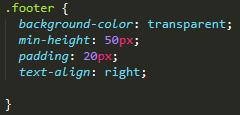 .footer {
background-color: transparent;
min-height: 50px;
padding: 20px;
text-align: right;
}